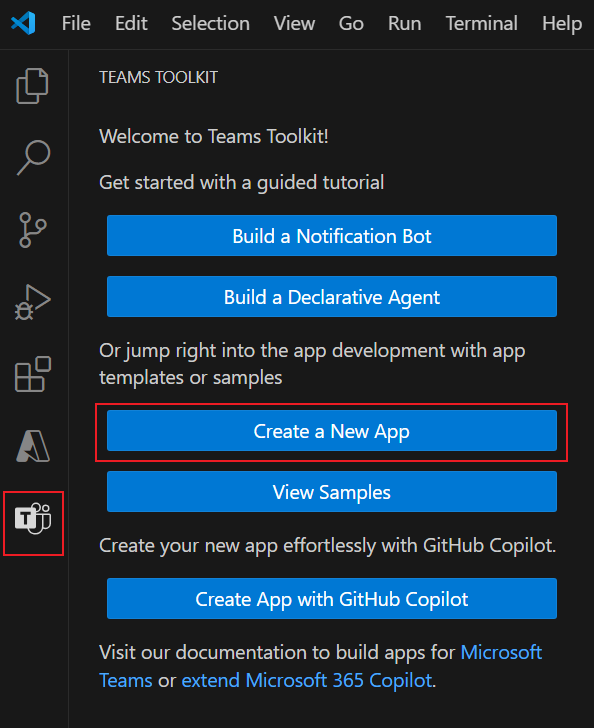 File Edit Selection View Go Run Terminal Help
TEAMS TOOLKIT
Welcome to Teams Toolkit!
Get started with a guided tutorial
Build a Notification Bot
Build a Declarative Agent
Or jump right into the app development with app
templates or samples
Create a New App
View Samples
Create your new app effortlessly with GitHub Copilot.
Create App with GitHub Copilot
Visit our documentation to build apps for Microsoft
Teams or extend Microsoft 365 Copilot.
T